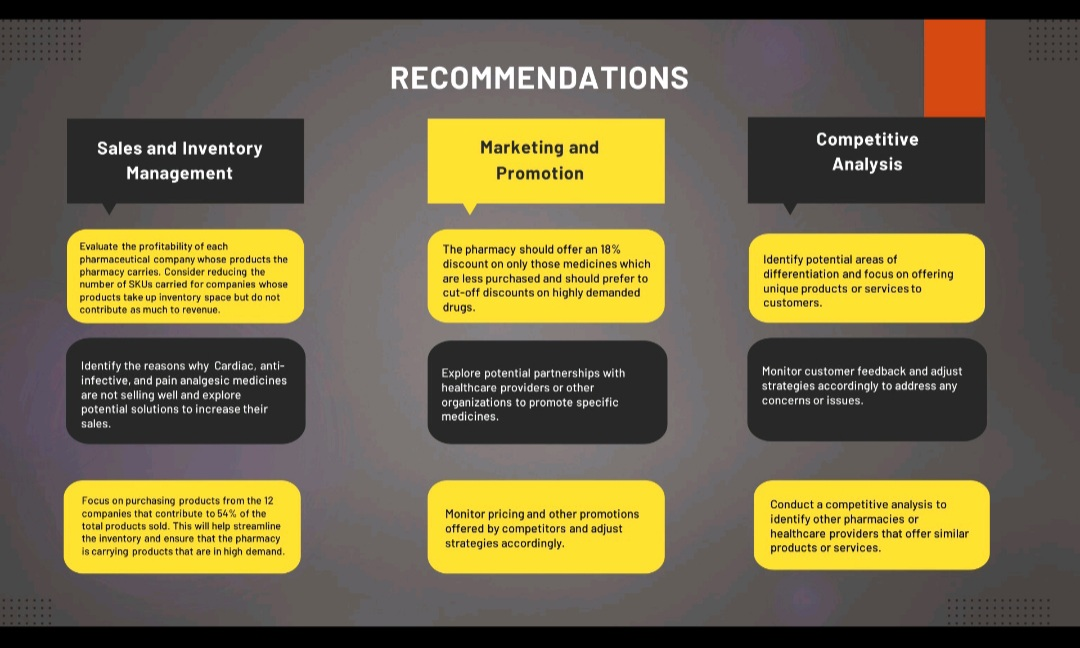 RECOMMENDATIONS
Sales and Inventory
Management
Evaluate the profitability of each
pharmaceutical company whose products the
pharmacy carries. Consider reducing the
number of SKUs carried for companies whose
products take up inventory space but do not
contribute as much to revenue.
Identify the reasons why Cardiac, anti-
infective, and pain analgesic medicines
are not selling well and explore
potential solutions to increase their
sales.
Focus on purchasing products from the 12
companies that contribute to 54% of the
total products sold. This will help streamline
the inventory and ensure that the pharmacy
is carrying products that are in high demand.
Marketing and
Promotion
The pharmacy should offer an 18%
discount on only those medicines which
are less purchased and should prefer to
cut-off discounts on highly demanded
drugs.
Explore potential partnerships with
healthcare providers or other
organizations to promote specific
medicines.
Monitor pricing and other promotions
offered by competitors and adjust
strategies accordingly.
Competitive
Analysis
Identify potential areas of
differentiation and focus on offering
unique products or services to
customers.
Monitor customer feedback and adjust
strategies accordingly to address any
concerns or issues.
Conduct a competitive analysis to
identify other pharmacies or
healthcare providers that offer similar
products or services.